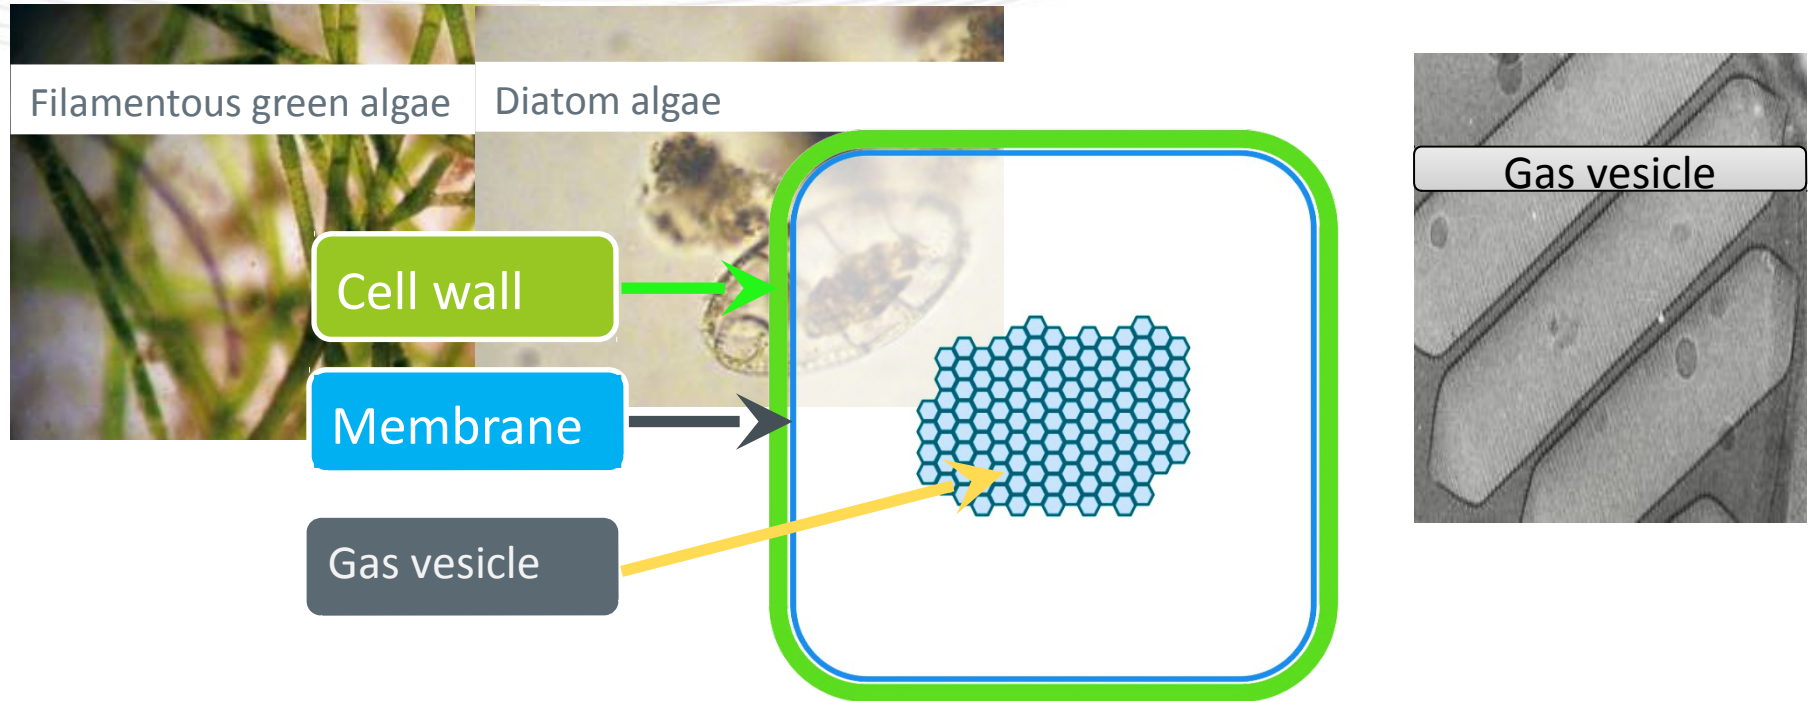 Filamentous green algae
Diatom algae
Gas vesicle
Cell wall
Membrane
Gas vesicle